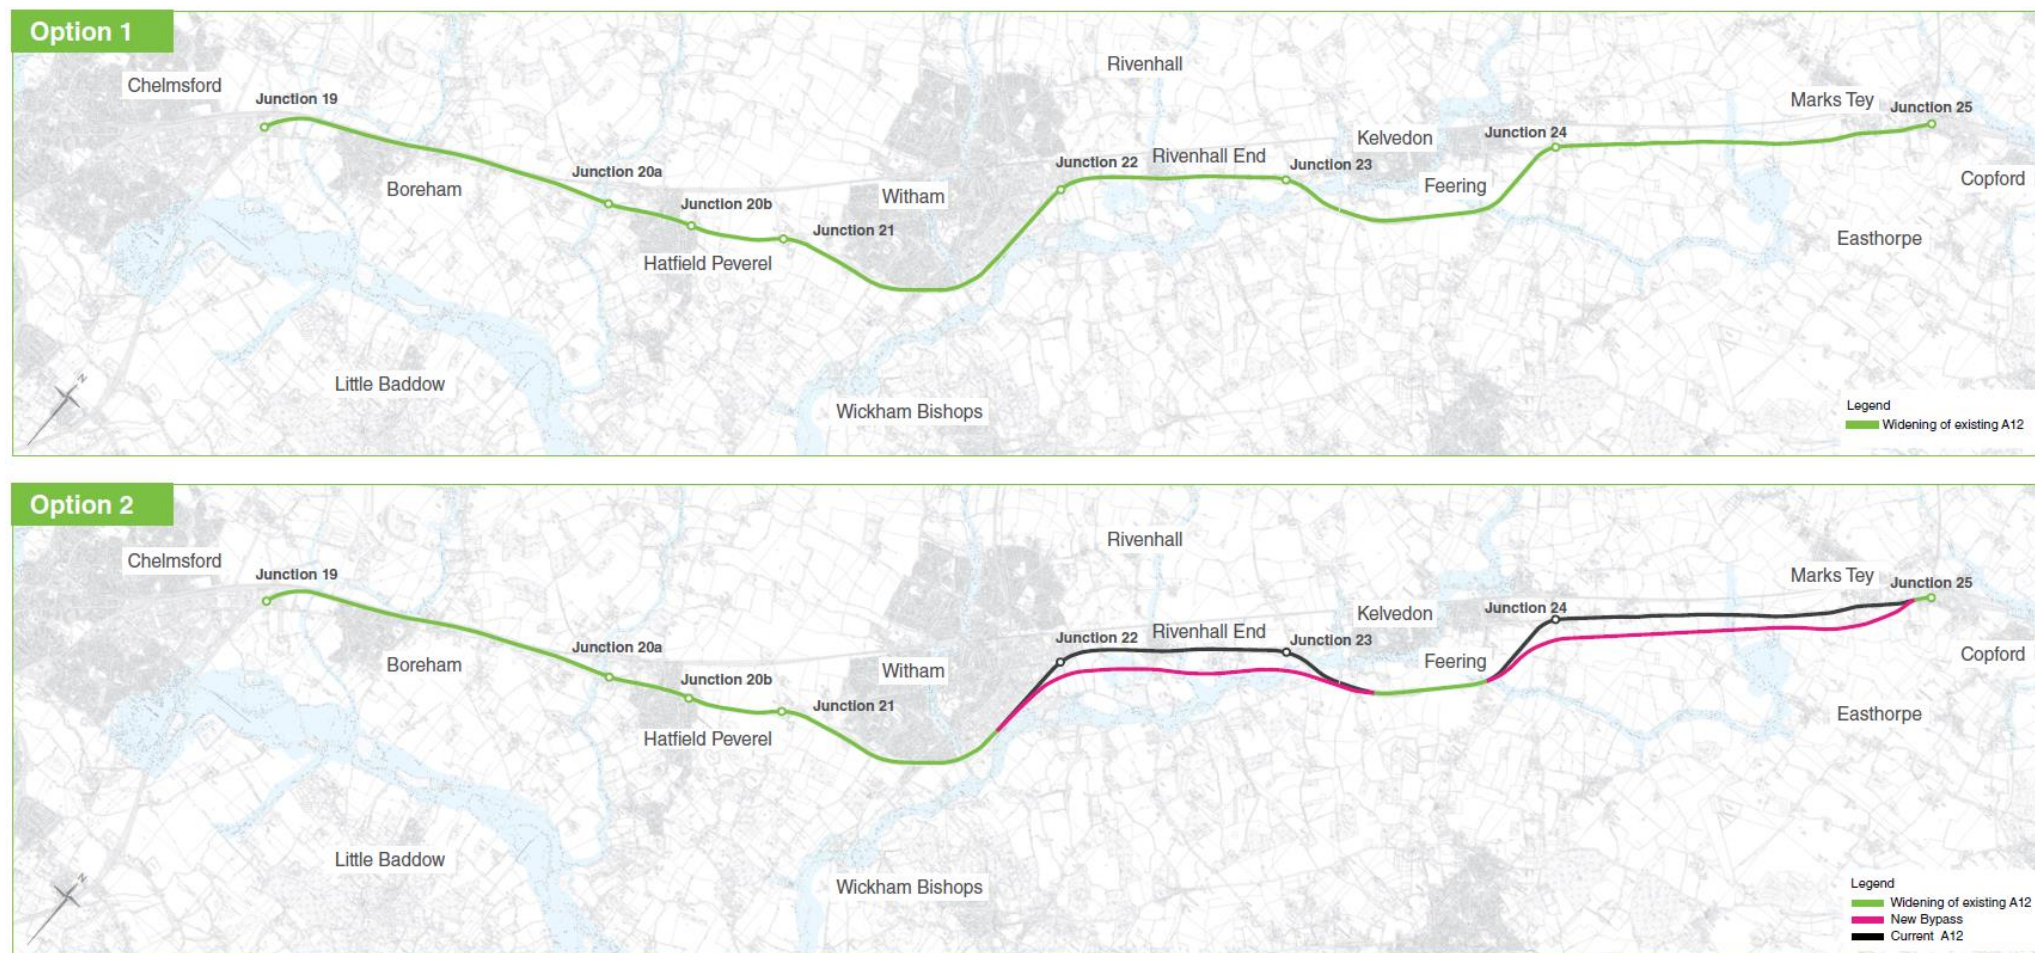 Option 1
Rivenhall
Chelmsford
Junction 19
Marks Tey
Junction 25
Kelvedon
Junction 24
Junction 22
Rivenhall End
Junction 23
Junction 20a
Boreham
Witham
Feering
Copford
Junction 20b
Junction 21
Easthorpe
Hatfield Peverel
Little Baddow
Wickham Bishops
N
Legend
Widening of existing A12
Option 2
Rivenhall
Chelmsford
Junction 19
Marks Tey
Junction 25
Kelvedon
Junction 24
Junction 22
Rivenhall End
Junction 23
Junction 20a
Boreham
Witham
Feering
Copford
Junction 20b
Junction 21
Easthorpe
Hatfield Peverel
Little Baddow
Wickham Bishops
N
Legend
Widening of existing A12
New Bypass
Current A12